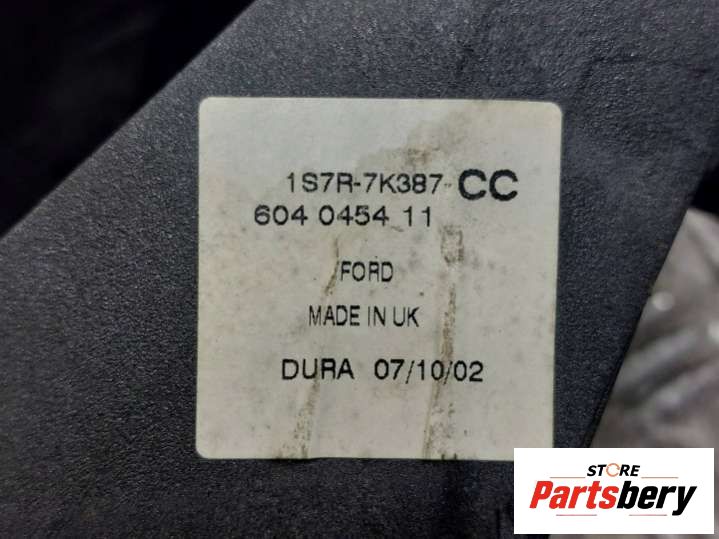 1S7R-7K387 CC
604 0454 11
FORD
MADE IN UK
DURA 07/10/02
STORE
Partsbery